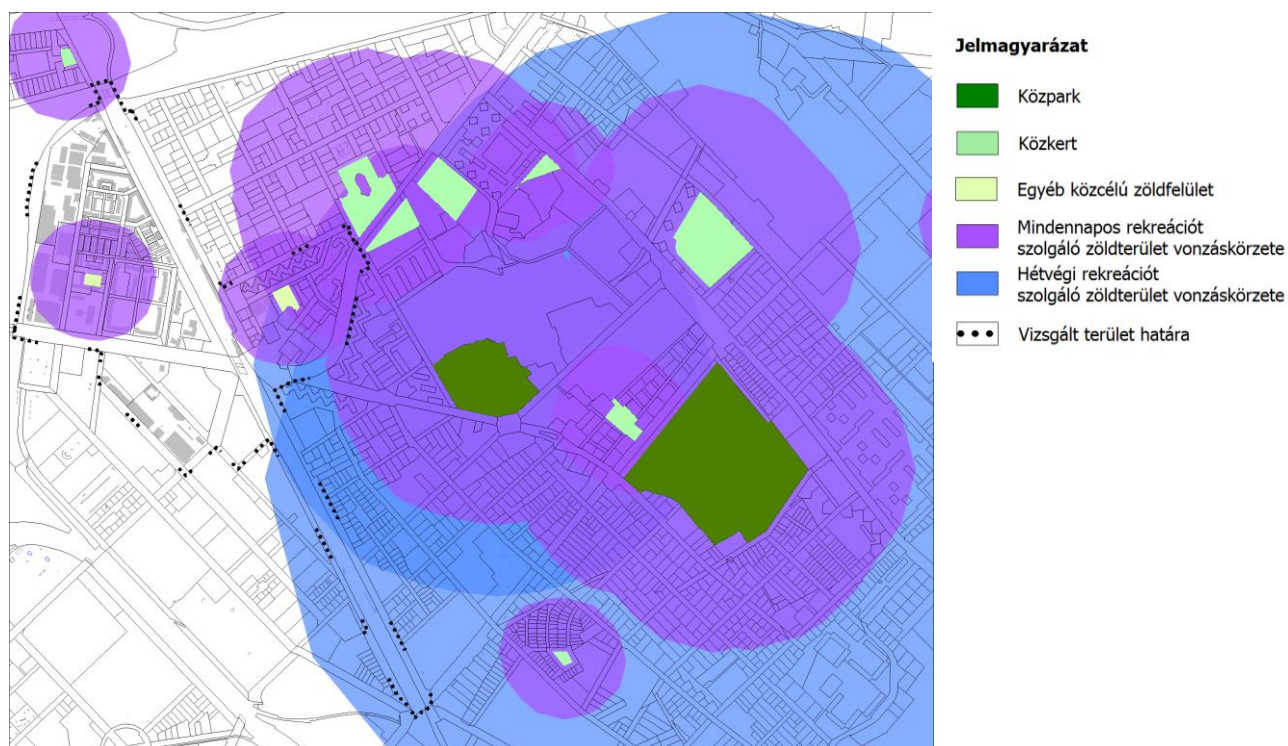 Jelmagyarázat
Közpark
Közkert
Egyéb közcélú zöldfelület
Mindennapos rekreációt
szolgáló zöldterület vonzáskörzete
Hétvégi rekreációt
szolgáló zöldterület vonzáskörzete
Vizsgált terület határa